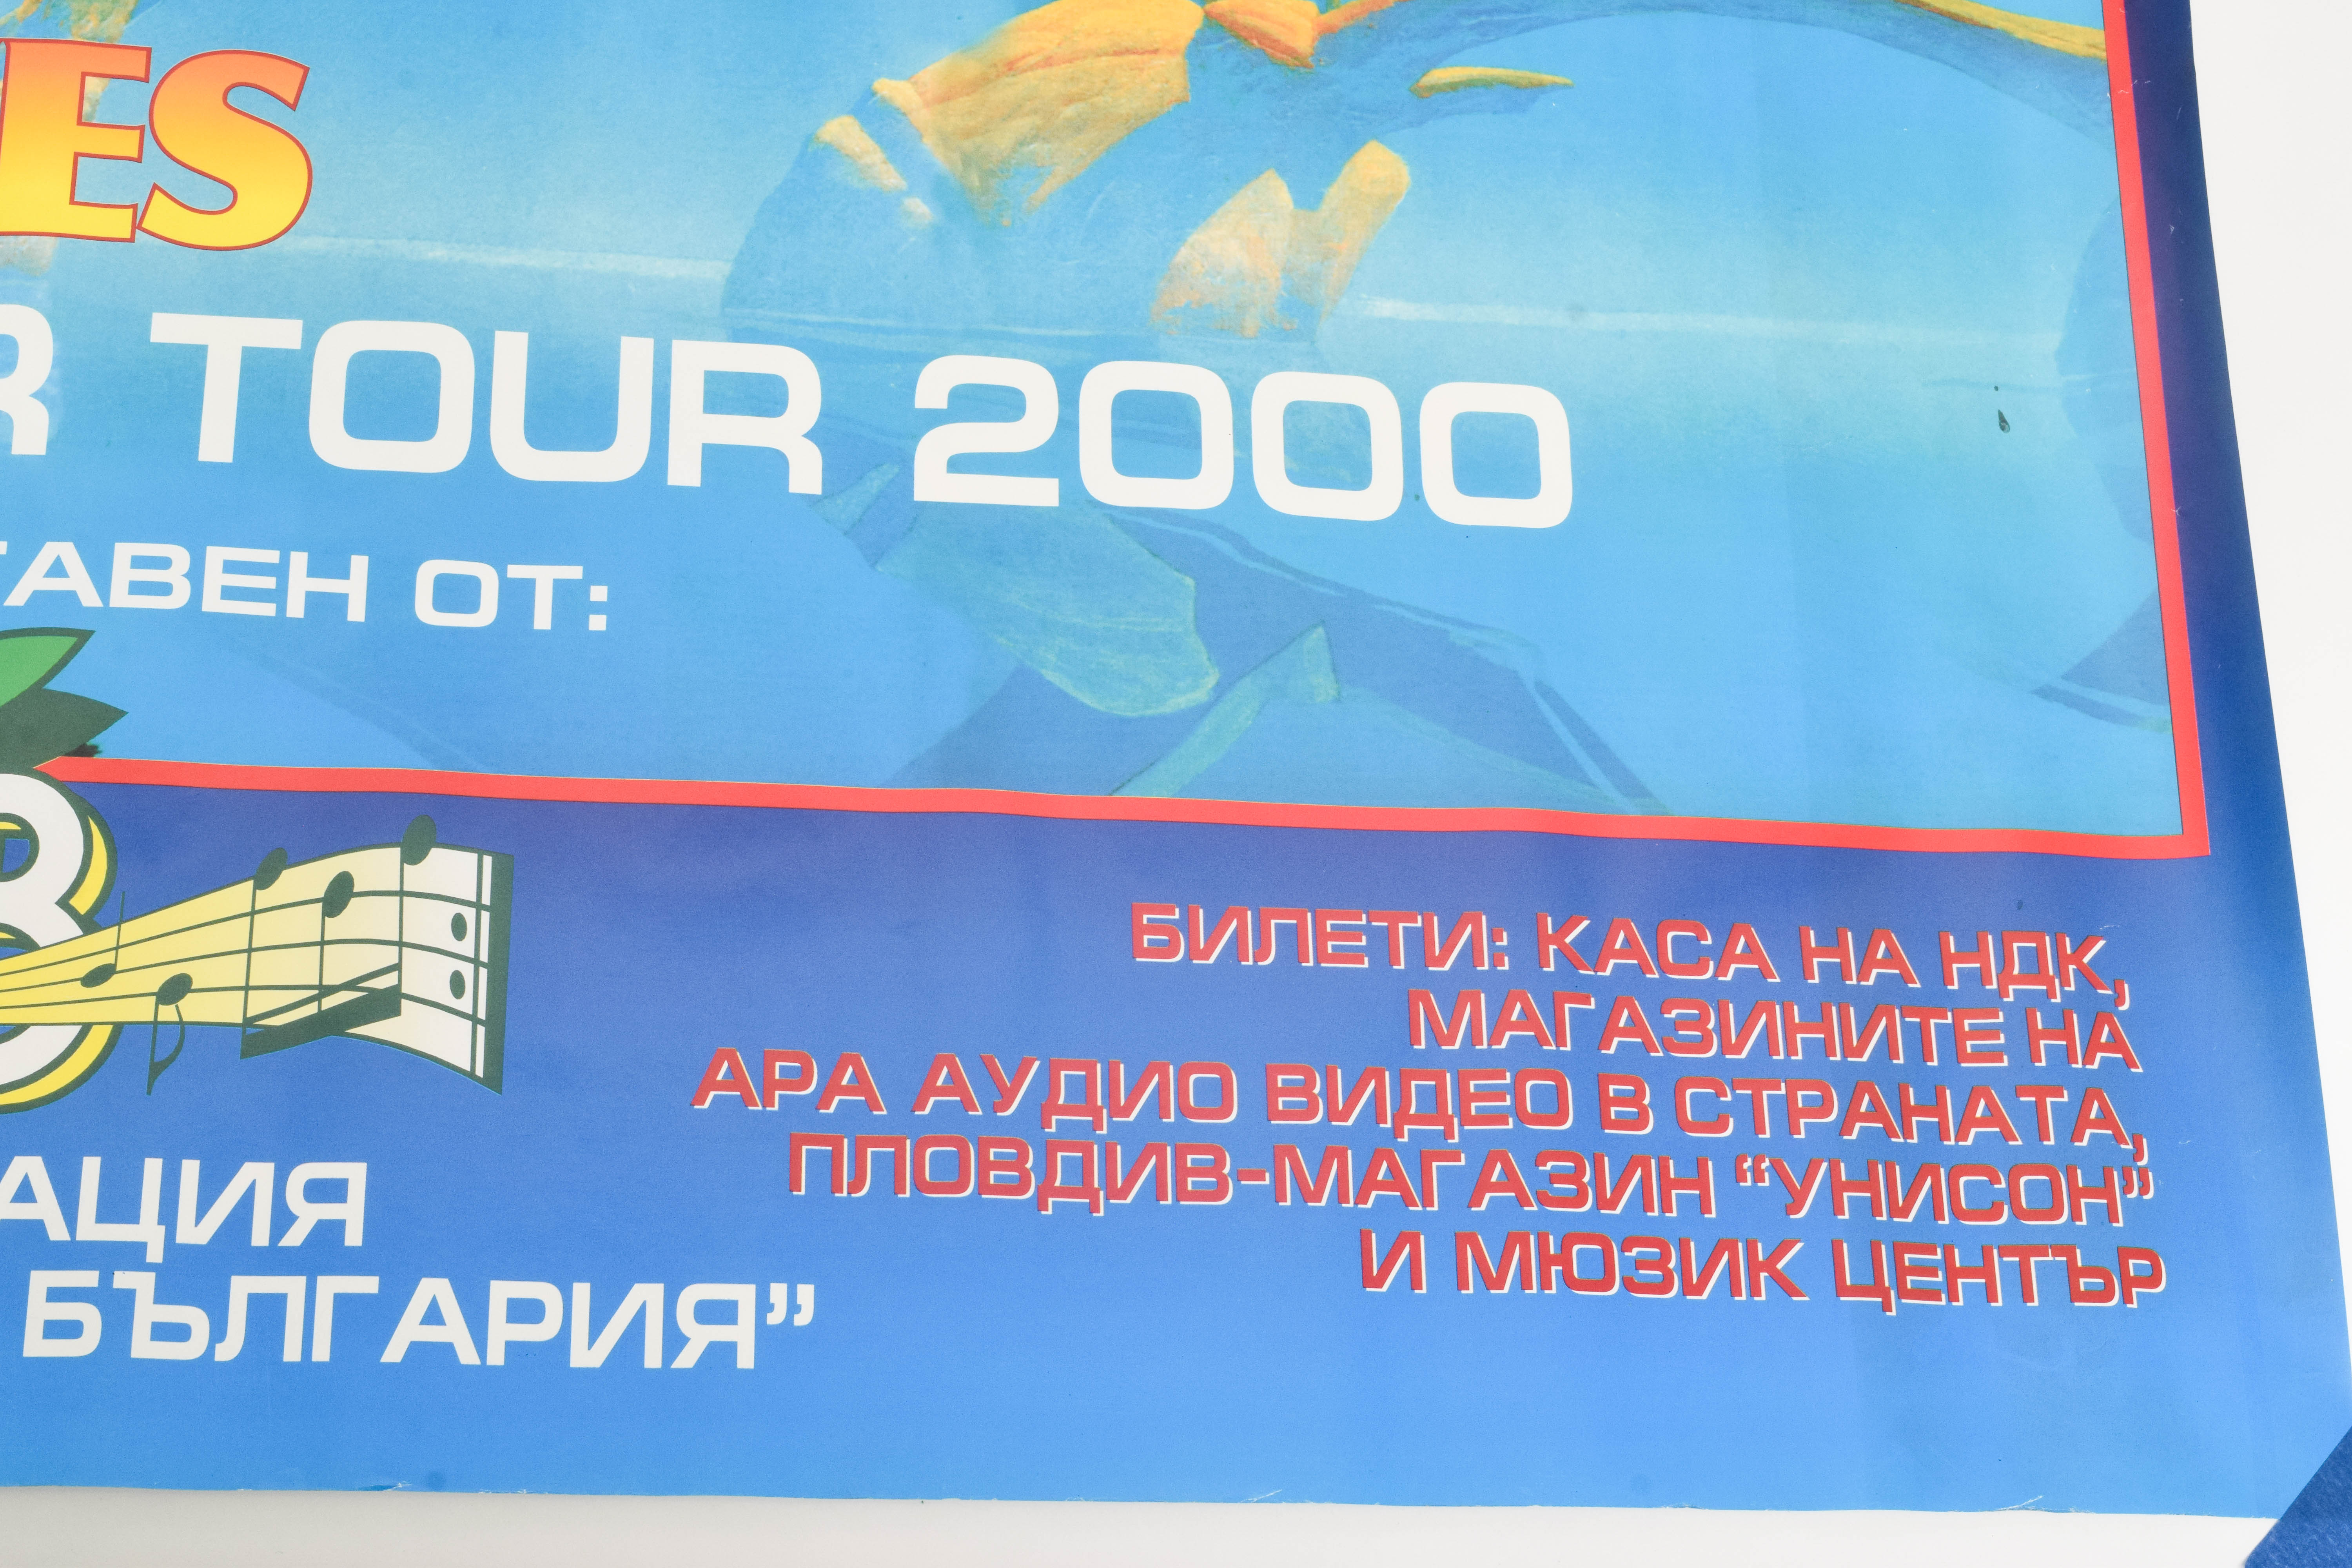 ES
R TOUR 2000
ТАВЕН ОТ:
B
АЦИЯ
БЪЛГАРИЯ”
БИЛЕТИ: КАСА НА НДК,
МАГАЗИНИТЕ НА
АРА АУДИО ВИДЕО В СТРАНАТА,
ПЛОВДИВ-МАГАЗИН “УНИСОН”
И МЮЗИК ЦЕНТЪР